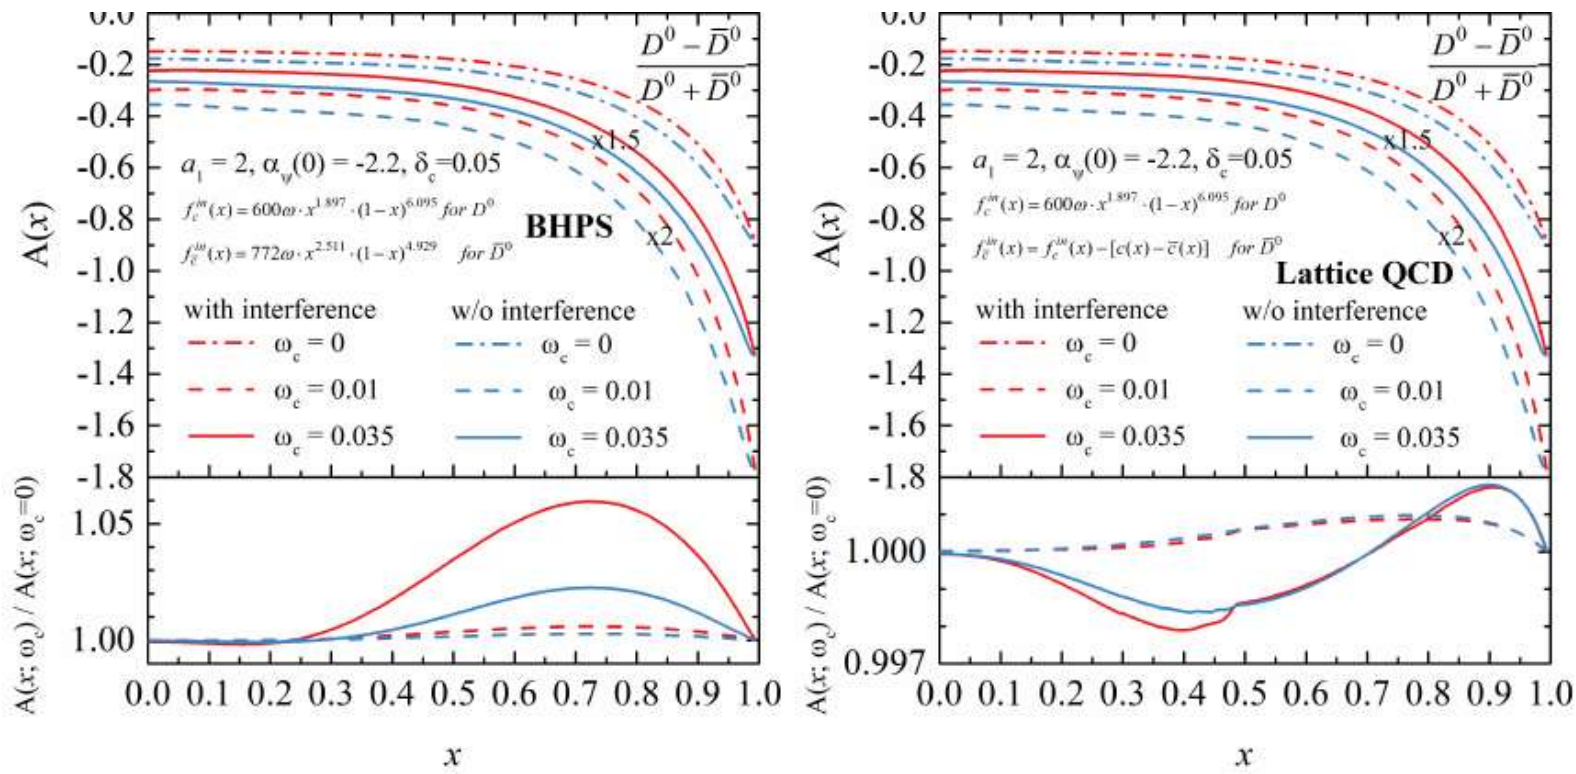 0.0
-0.2
-0.4
-0.6
-0.8
-1.0
-1.2
-1.4
-1.6
-1.8
A(x)
D⁰ − D̅⁰
D⁰ + D̅⁰
x1.5
a₁ = 2, α_ψ(0) = -2.2, δ_c=0.05
f_c^{in}(x) = 600ω · x^{1.897} · (1−x)^{6.095} for D⁰
BHPS
x2
f_{c̅}^{in}(x) = 772ω · x^{2.511} · (1−x)^{4.929} for D̅⁰
with interference w/o interference
ω_c = 0 ω_c = 0
ω_c = 0.01 ω_c = 0.01
ω_c = 0.035 ω_c = 0.035
A(x; ω_c) / A(x; ω_c=0)
1.05
1.00
0.0 0.1 0.2 0.3 0.4 0.5 0.6 0.7 0.8 0.9 1.0
x
0.0
-0.2
-0.4
-0.6
-0.8
-1.0
-1.2
-1.4
-1.6
-1.8
A(x)
D⁰ − D̅⁰
D⁰ + D̅⁰
x1.5
a₁ = 2, α_ψ(0) = -2.2, δ_c=0.05
f_c^{in}(x) = 600ω · x^{1.897} · (1−x)^{6.095} for D⁰
x2
f_{c̅}^{in}(x) = f_c^{in}(x) − [c(x) − c̅(x)] for D̅⁰
Lattice QCD
with interference w/o interference
ω_c = 0 ω_c = 0
ω_c = 0.01 ω_c = 0.01
ω_c = 0.035 ω_c = 0.035
A(x; ω_c) / A(x; ω_c=0)
1.000
0.997
0.0 0.1 0.2 0.3 0.4 0.5 0.6 0.7 0.8 0.9 1.0
x